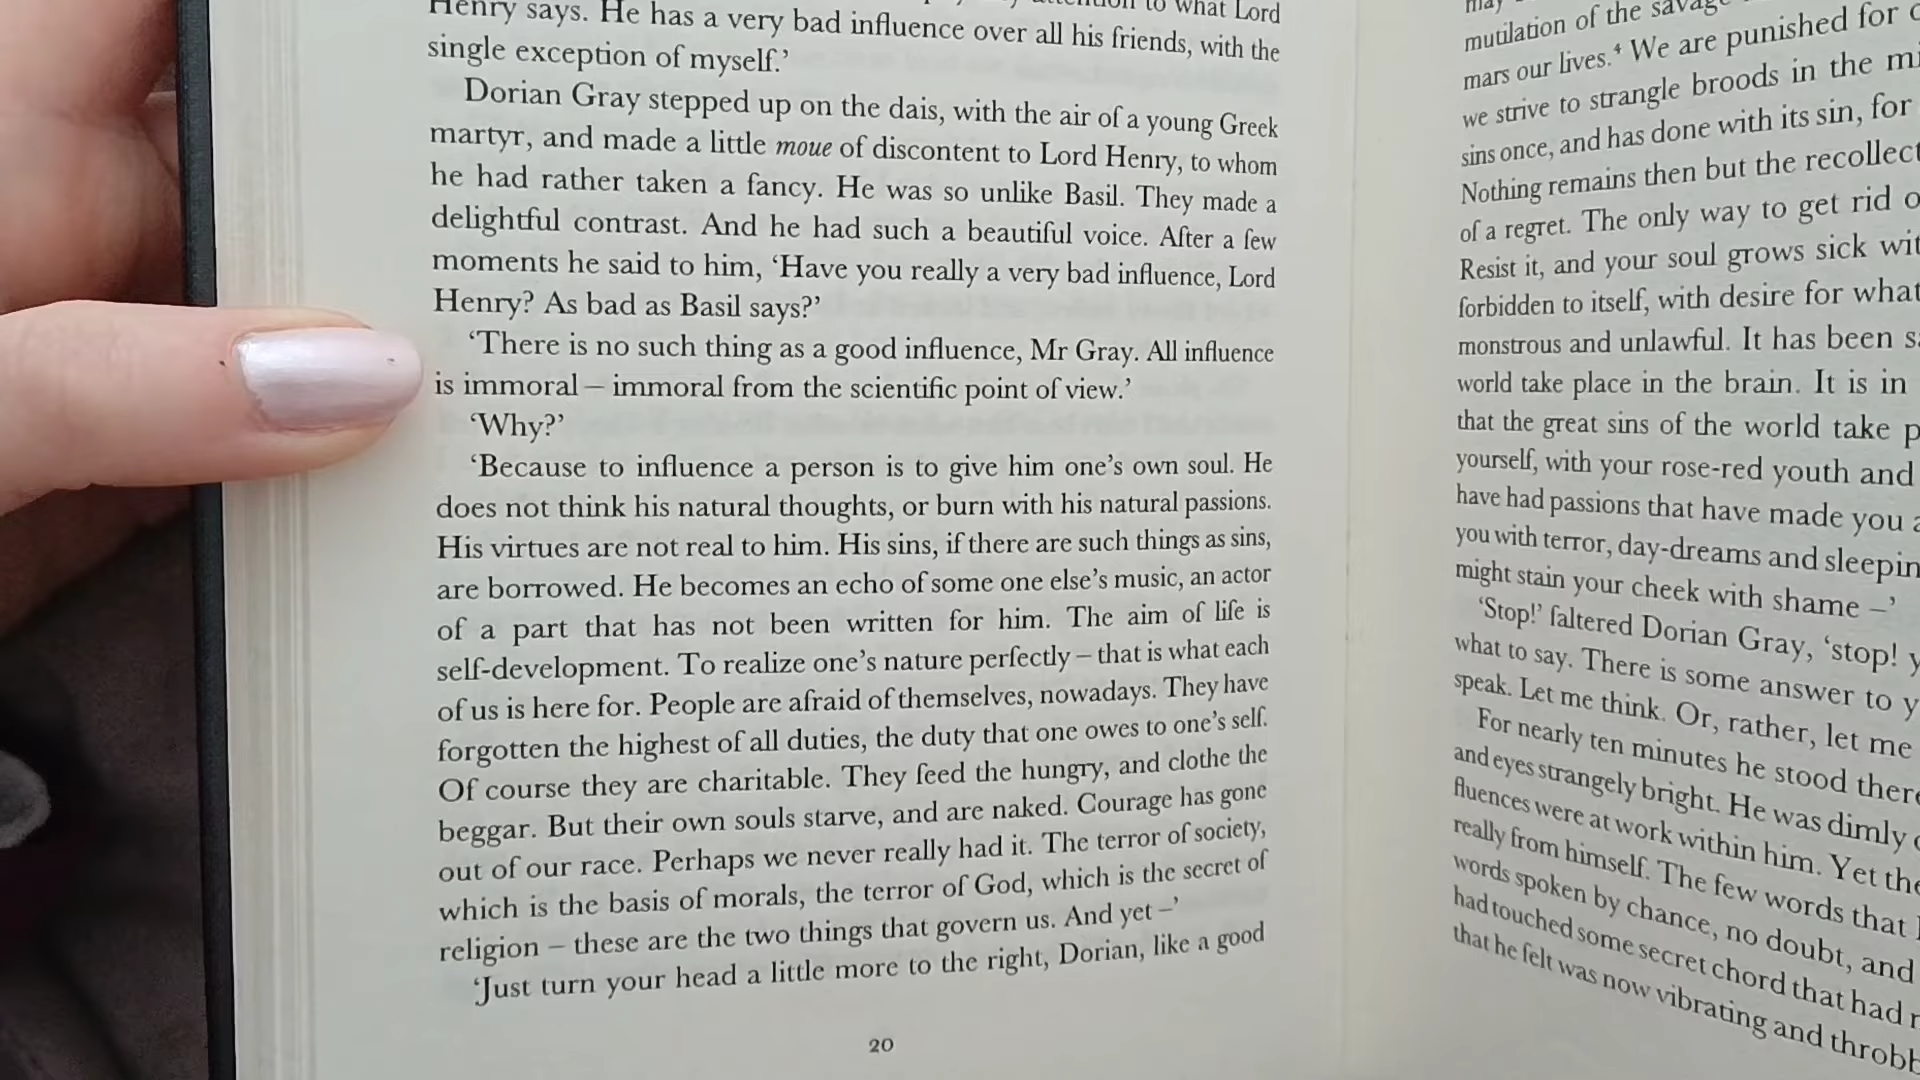 Henry says. He has a very bad influence over all his friends, with the
single exception of myself.’
Dorian Gray stepped up on the dais, with the air of a young Greek
martyr, and made a little moue of discontent to Lord Henry, to whom
he had rather taken a fancy. He was so unlike Basil. They made a
delightful contrast. And he had such a beautiful voice. After a few
moments he said to him, ‘Have you really a very bad influence, Lord
Henry? As bad as Basil says?’
‘There is no such thing as a good influence, Mr Gray. All influence
is immoral – immoral from the scientific point of view.’
‘Why?’
‘Because to influence a person is to give him one’s own soul. He
does not think his natural thoughts, or burn with his natural passions.
His virtues are not real to him. His sins, if there are such things as sins,
are borrowed. He becomes an echo of some one else’s music, an actor
of a part that has not been written for him. The aim of life is
self-development. To realize one’s nature perfectly – that is what each
of us is here for. People are afraid of themselves, nowadays. They have
forgotten the highest of all duties, the duty that one owes to one’s self.
Of course they are charitable. They feed the hungry, and clothe the
beggar. But their own souls starve, and are naked. Courage has gone
out of our race. Perhaps we never really had it. The terror of society,
which is the basis of morals, the terror of God, which is the secret of
religion – these are the two things that govern us. And yet –’
‘Just turn your head a little more to the right, Dorian, like a good
20
may
mutilation of the savage
mars our lives.⁴ We are punished for
we strive to strangle broods in the
sins once, and has done with its sin, for
Nothing remains then but the
of a regret. The only way to get rid
Resist it, and your soul grows sick
forbidden to itself, with desire for what
monstrous and unlawful. It has been
world take place in the brain. It is in
that the great sins of the world take
yourself, with your rose-red youth and
have had passions that have made you
you with terror, day-dreams and
might stain your cheek with shame –’
‘Stop!’ faltered Dorian Gray, ‘stop!
what to say. There is some answer to
speak. Let me think. Or, rather, let me
For nearly ten minutes he stood
and eyes strangely bright. He was dimly
fluences were at work within him. Yet
really from himself. The few words that
words spoken by chance, no doubt, and
had touched some secret chord that had
that he felt was now vibrating and